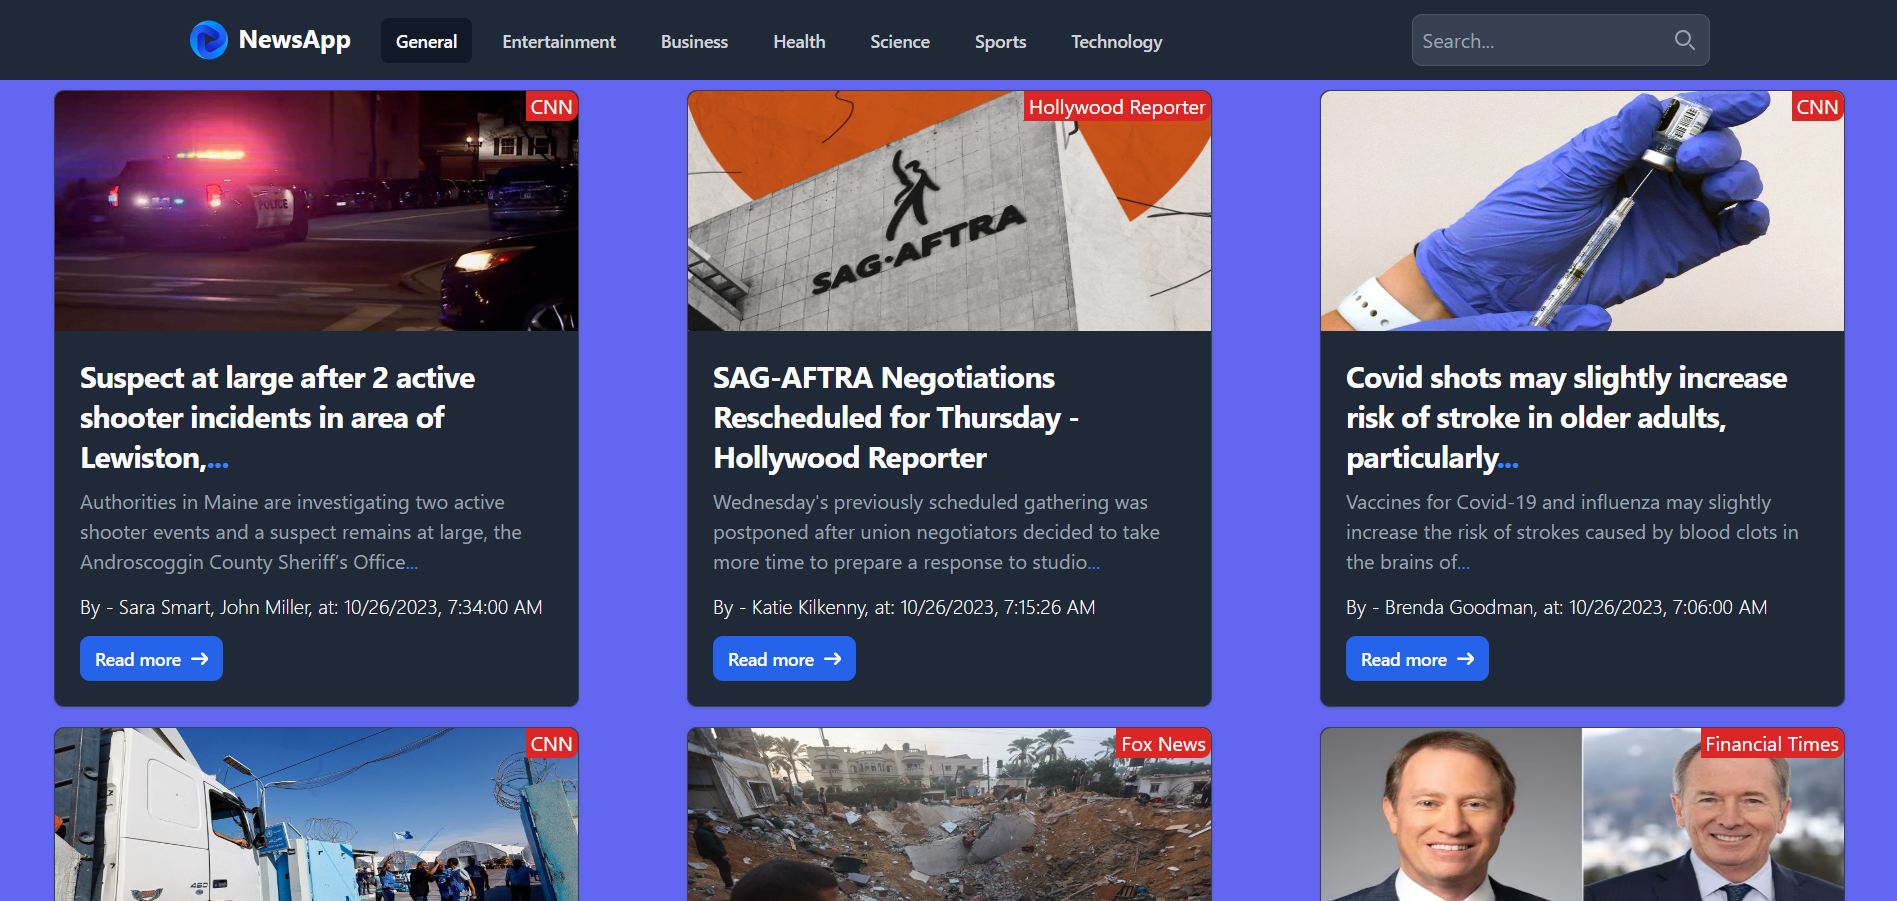 NewsApp
General
Entertainment
Business
Health
Science
Sports
Technology
Search...
CNN
POLICE
Suspect at large after 2 active
shooter incidents in area of
Lewiston,...
Authorities in Maine are investigating two active
shooter events and a suspect remains at large, the
Androscoggin County Sheriff’s Office...
By - Sara Smart, John Miller, at: 10/26/2023, 7:34:00 AM
Read more →
Hollywood Reporter
SAG·AFTRA
SAG-AFTRA Negotiations
Rescheduled for Thursday -
Hollywood Reporter
Wednesday's previously scheduled gathering was
postponed after union negotiators decided to take
more time to prepare a response to studio...
By - Katie Kilkenny, at: 10/26/2023, 7:15:26 AM
Read more →
CNN
Covid shots may slightly increase
risk of stroke in older adults,
particularly...
Vaccines for Covid-19 and influenza may slightly
increase the risk of strokes caused by blood clots in
the brains of...
By - Brenda Goodman, at: 10/26/2023, 7:06:00 AM
Read more →
CNN
Fox News
Financial Times